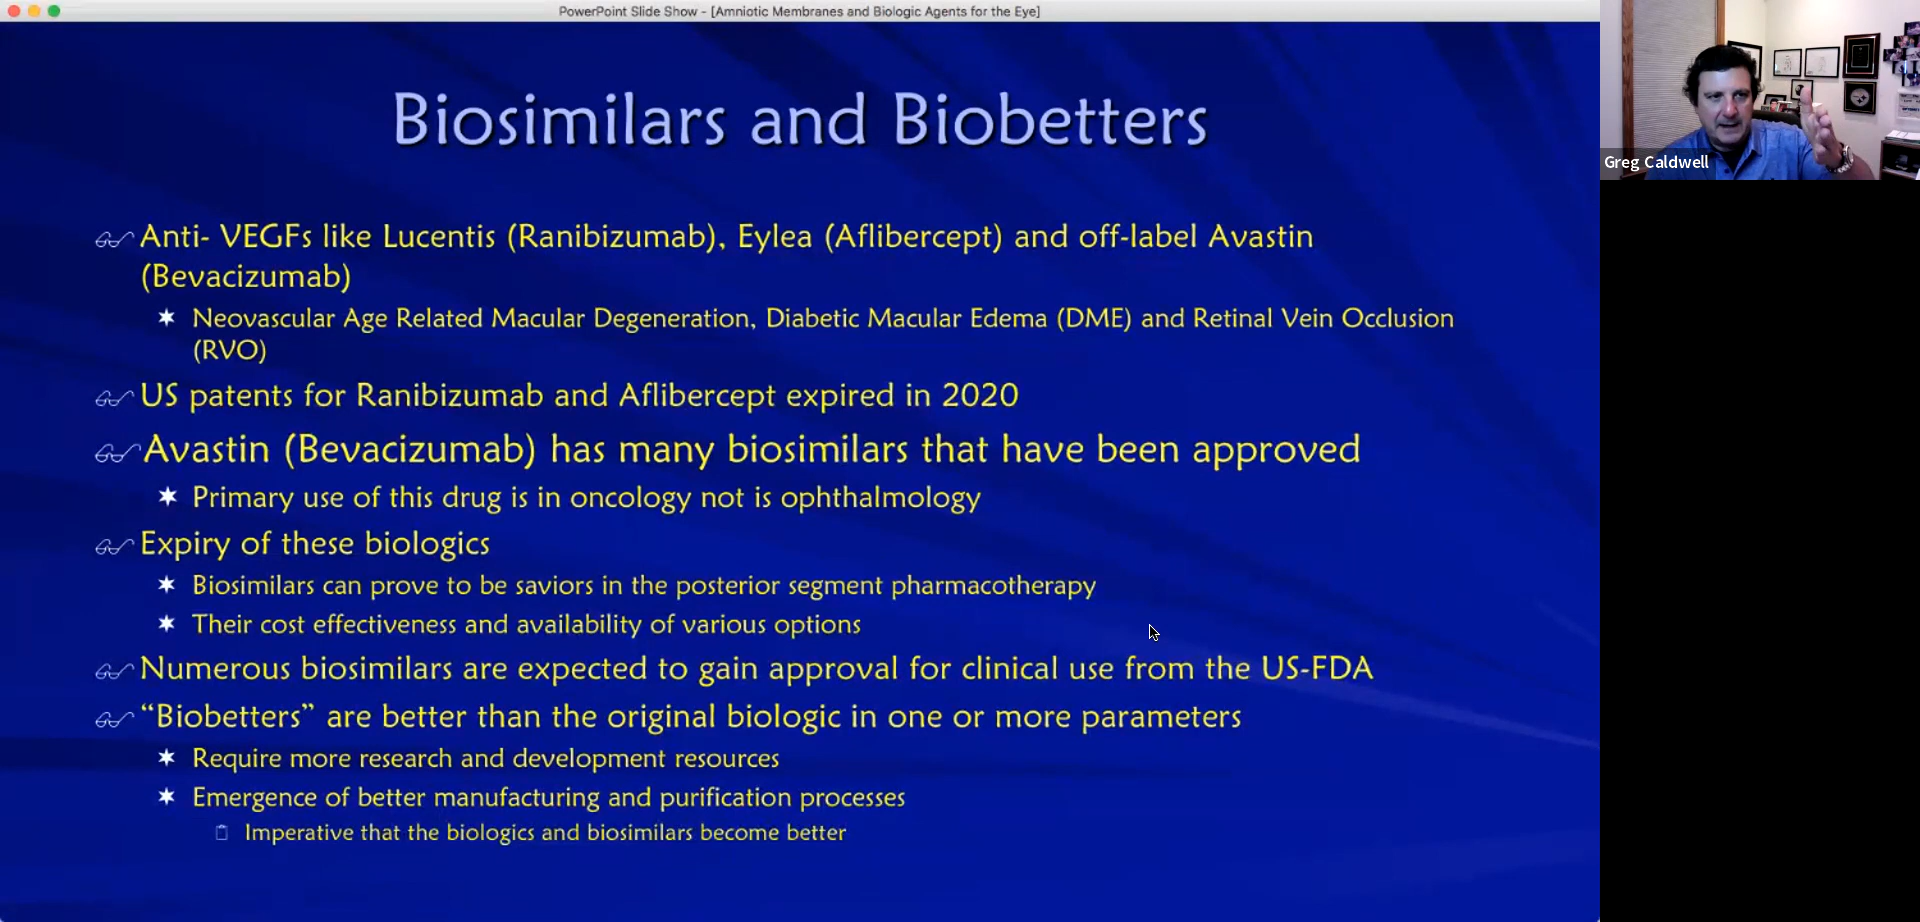 PowerPoint Slide Show - [Amniotic Membranes and Biologic Agents for the Eye]
Biosimilars and Biobetters
Anti- VEGFs like Lucentis (Ranibizumab), Eylea (Aflibercept) and off-label Avastin
(Bevacizumab)
Neovascular Age Related Macular Degeneration, Diabetic Macular Edema (DME) and Retinal Vein Occlusion
(RVO)
US patents for Ranibizumab and Aflibercept expired in 2020
Avastin (Bevacizumab) has many biosimilars that have been approved
Primary use of this drug is in oncology not is ophthalmology
Expiry of these biologics
Biosimilars can prove to be saviors in the posterior segment pharmacotherapy
Their cost effectiveness and availability of various options
Numerous biosimilars are expected to gain approval for clinical use from the US-FDA
“Biobetters” are better than the original biologic in one or more parameters
Require more research and development resources
Emergence of better manufacturing and purification processes
Imperative that the biologics and biosimilars become better
Greg Caldwell